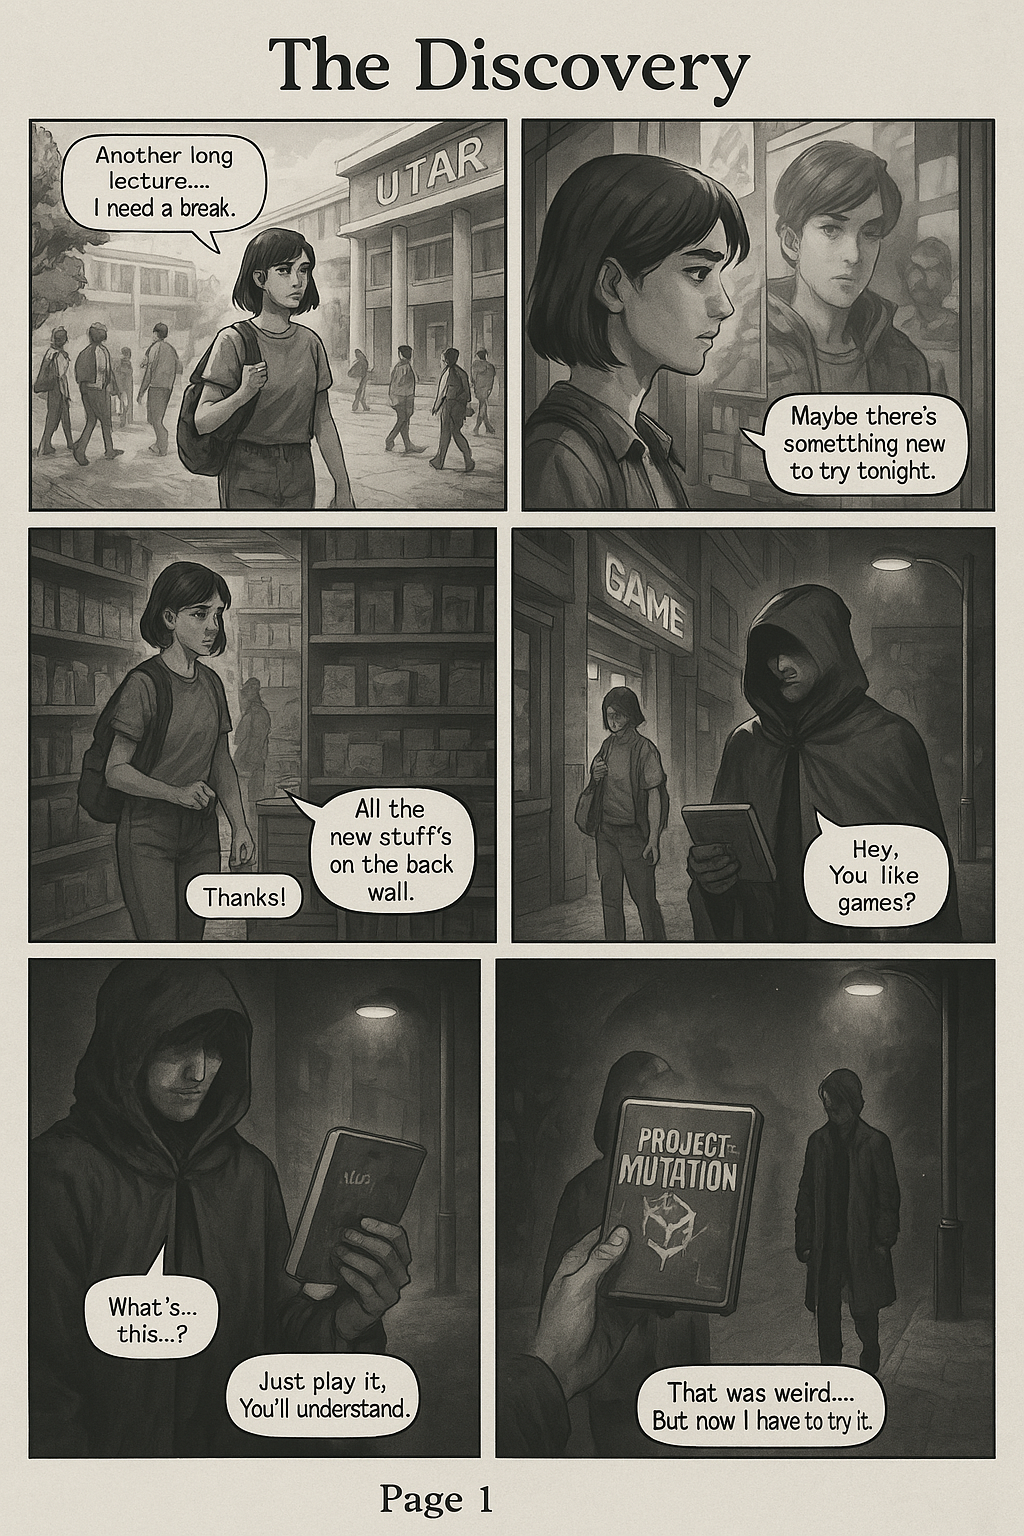 The Discovery
Another long
lecture....
I need a break.
UTAR
Maybe there's
sometthing new
to try tonight.
All the
new stuff's
on the back
wall.
Thanks!
GAME
Hey,
You like
games?
What's...
this...?
Just play it,
You'll understand.
PROJECT
MUTATION
That was weird....
But now I have to try it.
Page 1